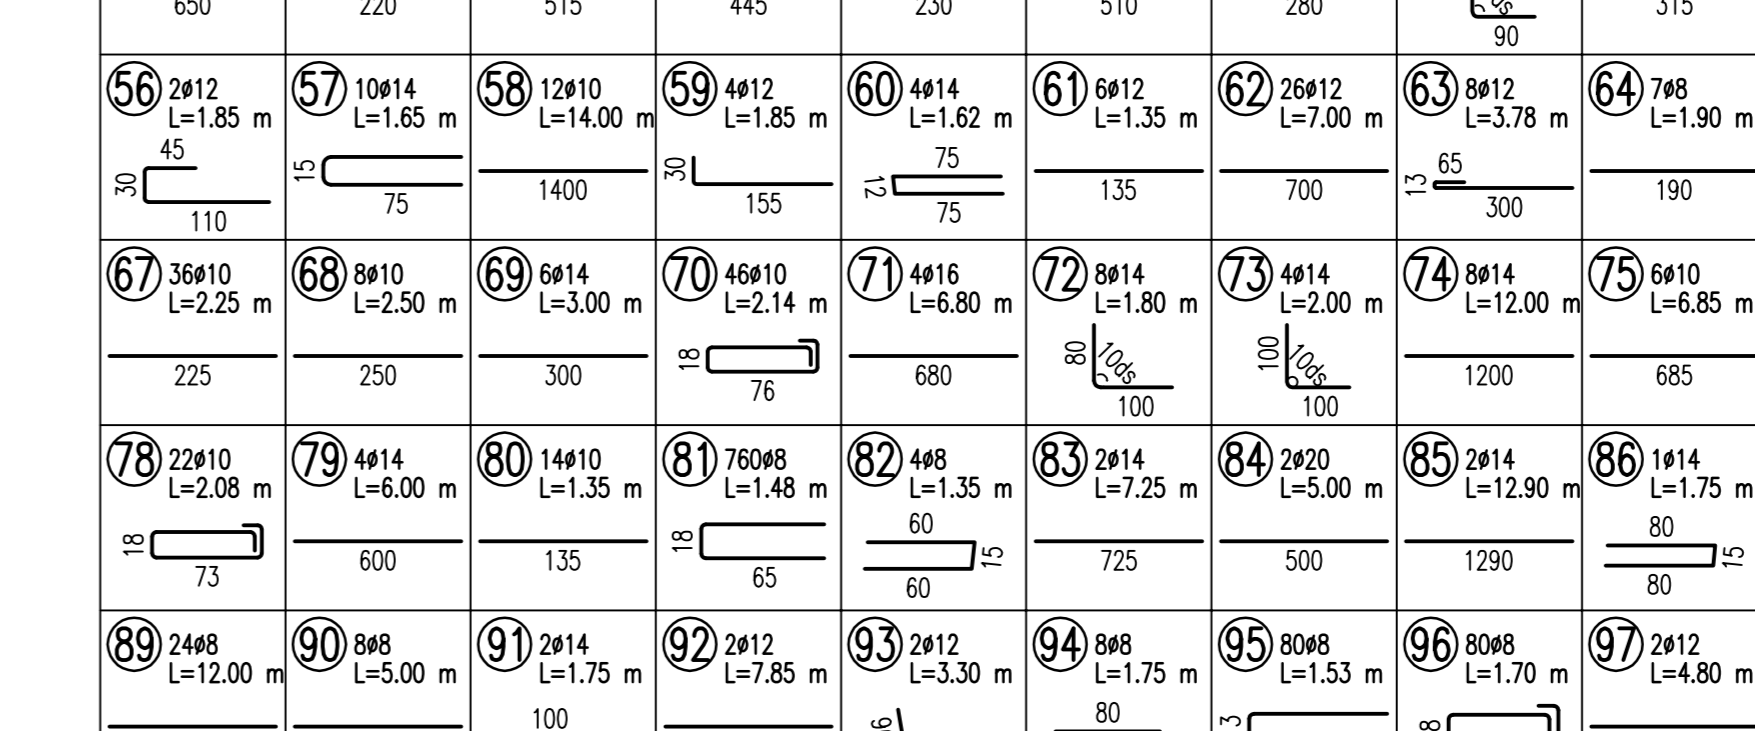 650 220 515 445 230 510 280 90 315
56 2ø12 57 10ø14 58 12ø10 59 4ø12 60 4ø14 61 6ø12 62 26ø12 63 8ø12 64 7ø8
L=1.85 m L=1.65 m L=14.00 m L=1.85 m L=1.62 m L=1.35 m L=7.00 m L=3.78 m L=1.90 m
45 30 110 15 75 1400 30 155 75 12 75 135 700 65 13 300 190
67 36ø10 68 8ø10 69 6ø14 70 46ø10 71 4ø16 72 8ø14 73 4ø14 74 8ø14 75 6ø10
L=2.25 m L=2.50 m L=3.00 m L=2.14 m L=6.80 m L=1.80 m L=2.00 m L=12.00 m L=6.85 m
225 250 300 18 76 680 80 10ds 100 100 10ds 100 1200 685
78 22ø10 79 4ø14 80 14ø10 81 760ø8 82 4ø8 83 2ø14 84 2ø20 85 2ø14 86 1ø14
L=2.08 m L=6.00 m L=1.35 m L=1.48 m L=1.35 m L=7.25 m L=5.00 m L=12.90 m L=1.75 m
18 73 600 135 18 65 60 15 60 725 500 1290 80 15 80
89 24ø8 90 8ø8 91 2ø14 92 2ø12 93 2ø12 94 8ø8 95 80ø8 96 80ø8 97 2ø12
L=12.00 m L=5.00 m L=1.75 m L=7.85 m L=3.30 m L=1.75 m L=1.53 m L=1.70 m L=4.80 m
100 80